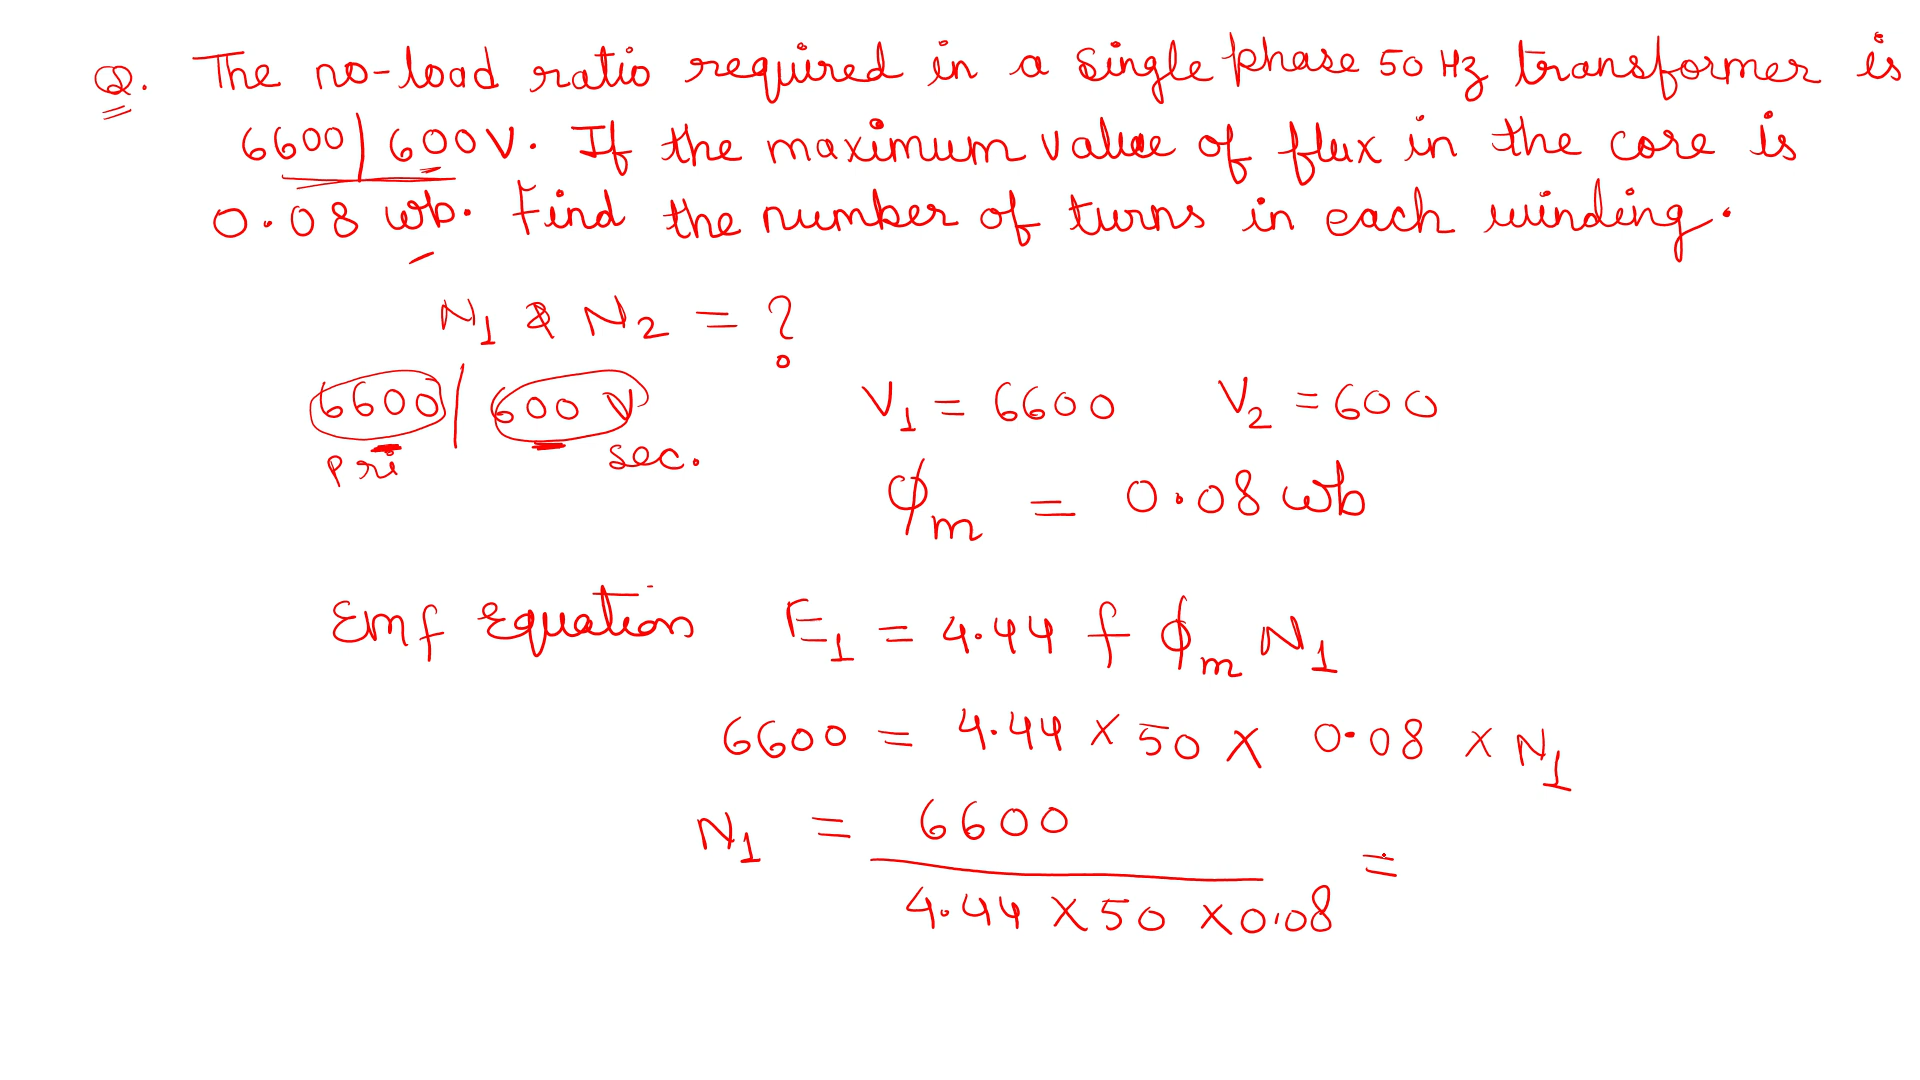 Q. The no-load ratio required in a single phase 50 Hz transformer is
6600/600V. If the maximum value of flux in the core is
0.08 wb. Find the number of turns in each winding.
N1 & N2 = ?
6600 / 600 V
pri sec.
V1 = 6600 V2 = 600
ϕm = 0.08 wb
Emf Equation E1 = 4.44 f ϕm N1
6600 = 4.44 × 50 × 0.08 × N1
N1 = 6600 / 4.44 × 50 × 0.08 =